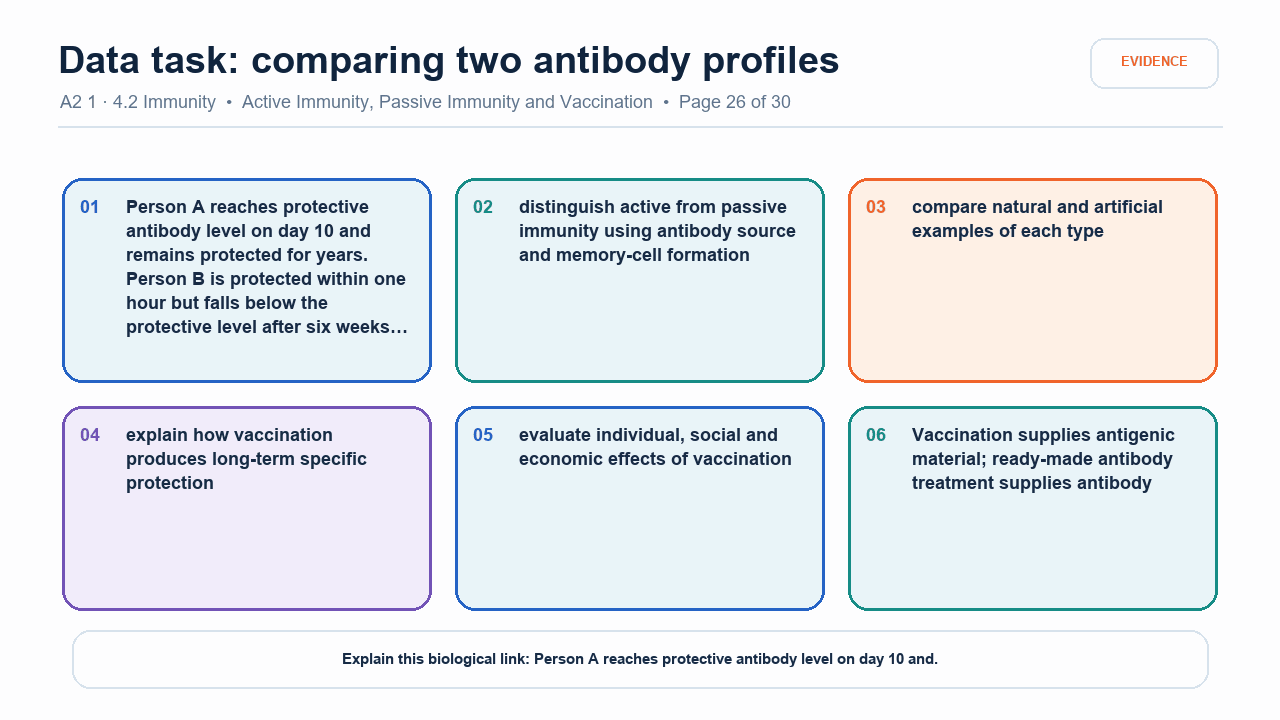 Data task: comparing two antibody profiles
EVIDENCE
A2 1 · 4.2 Immunity • Active Immunity, Passive Immunity and Vaccination • Page 26 of 30
01
Person A reaches protective
antibody level on day 10 and
remains protected for years.
Person B is protected within one
hour but falls below the
protective level after six weeks…
02
distinguish active from passive
immunity using antibody source
and memory-cell formation
03
compare natural and artificial
examples of each type
04
explain how vaccination
produces long-term specific
protection
05
evaluate individual, social and
economic effects of vaccination
06
Vaccination supplies antigenic
material; ready-made antibody
treatment supplies antibody
Explain this biological link: Person A reaches protective antibody level on day 10 and.